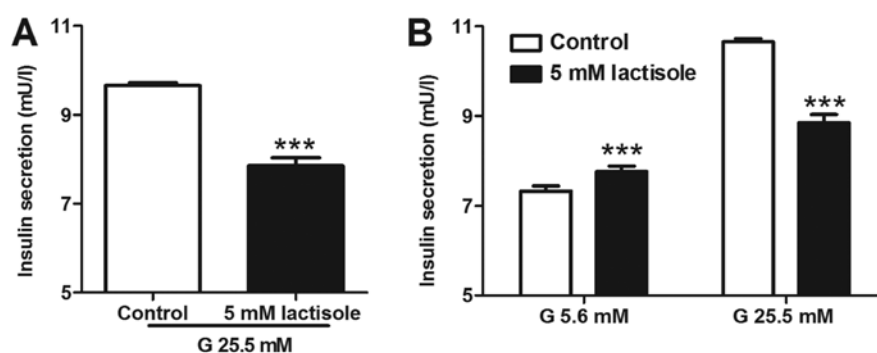 A
Insulin secretion (mU/l)
11
9
7
5
***
Control
5 mM lactisole
G 25.5 mM
B
Insulin secretion (mU/l)
11
9
7
5
Control
5 mM lactisole
***
***
G 5.6 mM
G 25.5 mM